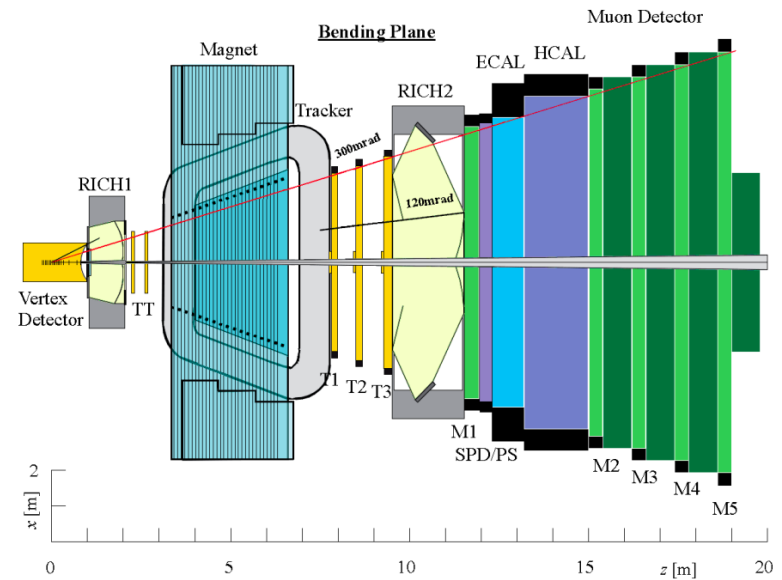 Bending Plane
Muon Detector
Magnet
ECAL
HCAL
RICH2
Tracker
300mrad
RICH1
120mrad
Vertex
Detector
TT
T1
T2
T3
M1
SPD/PS
M2
M3
M4
M5
2
x [m]
0
0
5
10
15
z [m]
20